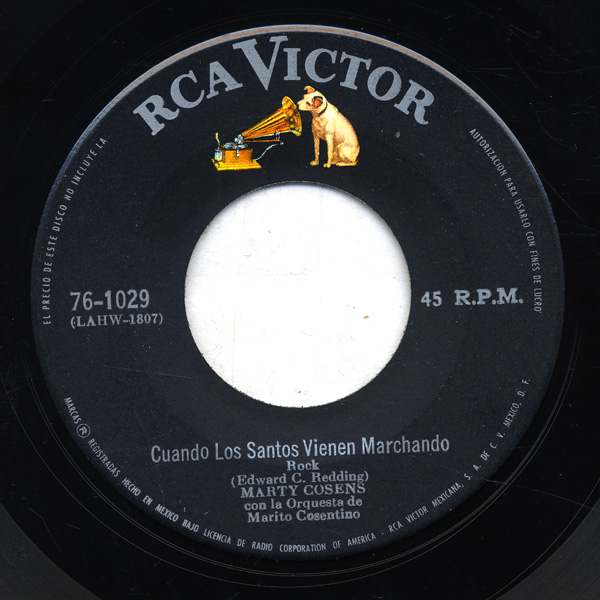 RCA VICTOR
EL PRECIO DE ESTE DISCO NO INCLUYE LA
AUTORIZACION PARA USARLO CON FINES DE LUCRO
76-1029
(LAHW-1807)
45 R.P.M.
Cuando Los Santos Vienen Marchando
Rock
(Edward C. Redding)
MARTY COSENS
con la Orquesta de
Marito Cosentino
MARCAS ® REGISTRADAS HECHO EN MEXICO BAJO LICENCIA DE RADIO CORPORATION OF AMERICA - RCA VICTOR MEXICANA, S. A. DE C. V. MEXICO, D. F.